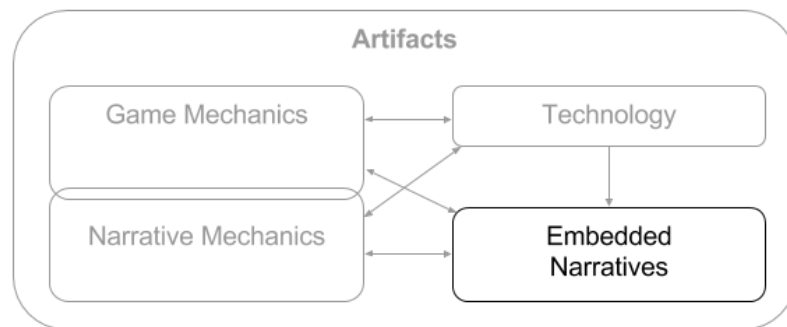 Artifacts
Game Mechanics
Technology
Narrative Mechanics
Embedded
Narratives